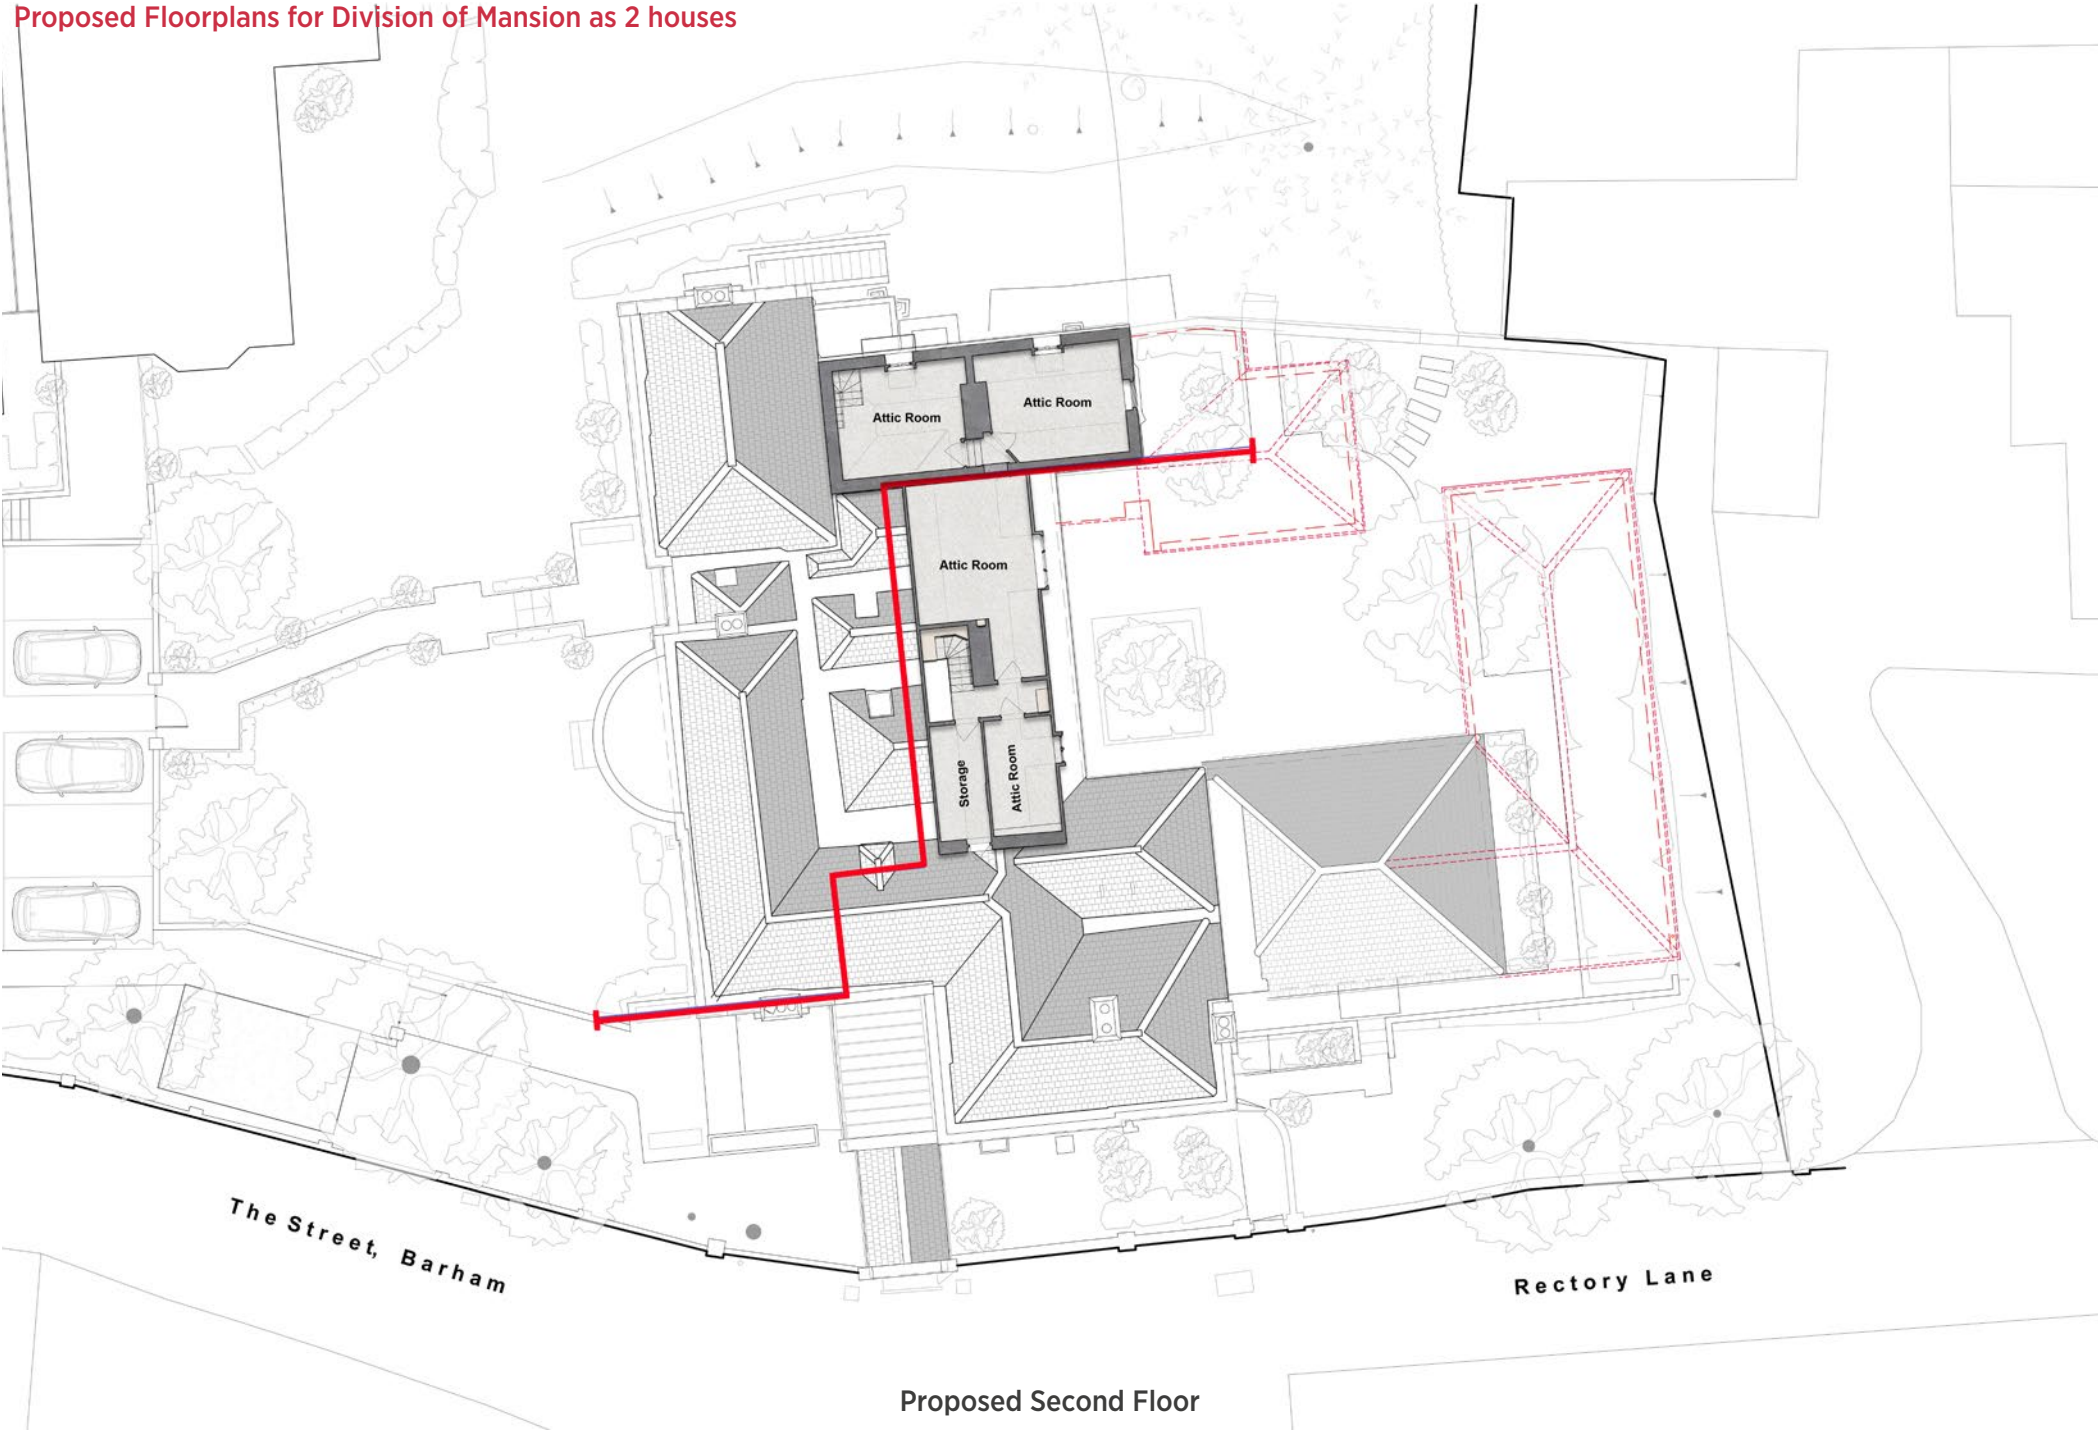 Proposed Floorplans for Division of Mansion as 2 houses
Attic Room
Attic Room
Attic Room
Storage
Attic Room
The Street, Barham
Rectory Lane
Proposed Second Floor